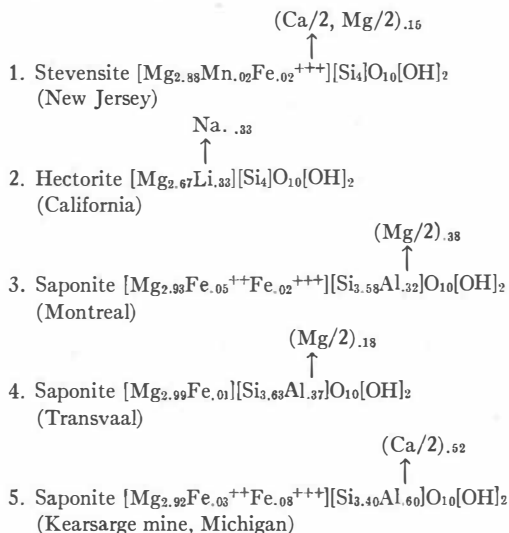 (Ca/2, Mg/2).15
↑
1. Stevensite [Mg2.88Mn.02Fe.02+++][Si4]O10[OH]2
(New Jersey)
Na. .33
↑
2. Hectorite [Mg2.67Li.33][Si4]O10[OH]2
(California)
(Mg/2).38
↑
3. Saponite [Mg2.93Fe.05++Fe.02+++][Si3.58Al.32]O10[OH]2
(Montreal)
(Mg/2).18
↑
4. Saponite [Mg2.99Fe.01][Si3.63Al.37]O10[OH]2
(Transvaal)
(Ca/2).52
↑
5. Saponite [Mg2.92Fe.03++Fe.08+++][Si3.40Al.60]O10[OH]2
(Kearsarge mine, Michigan)